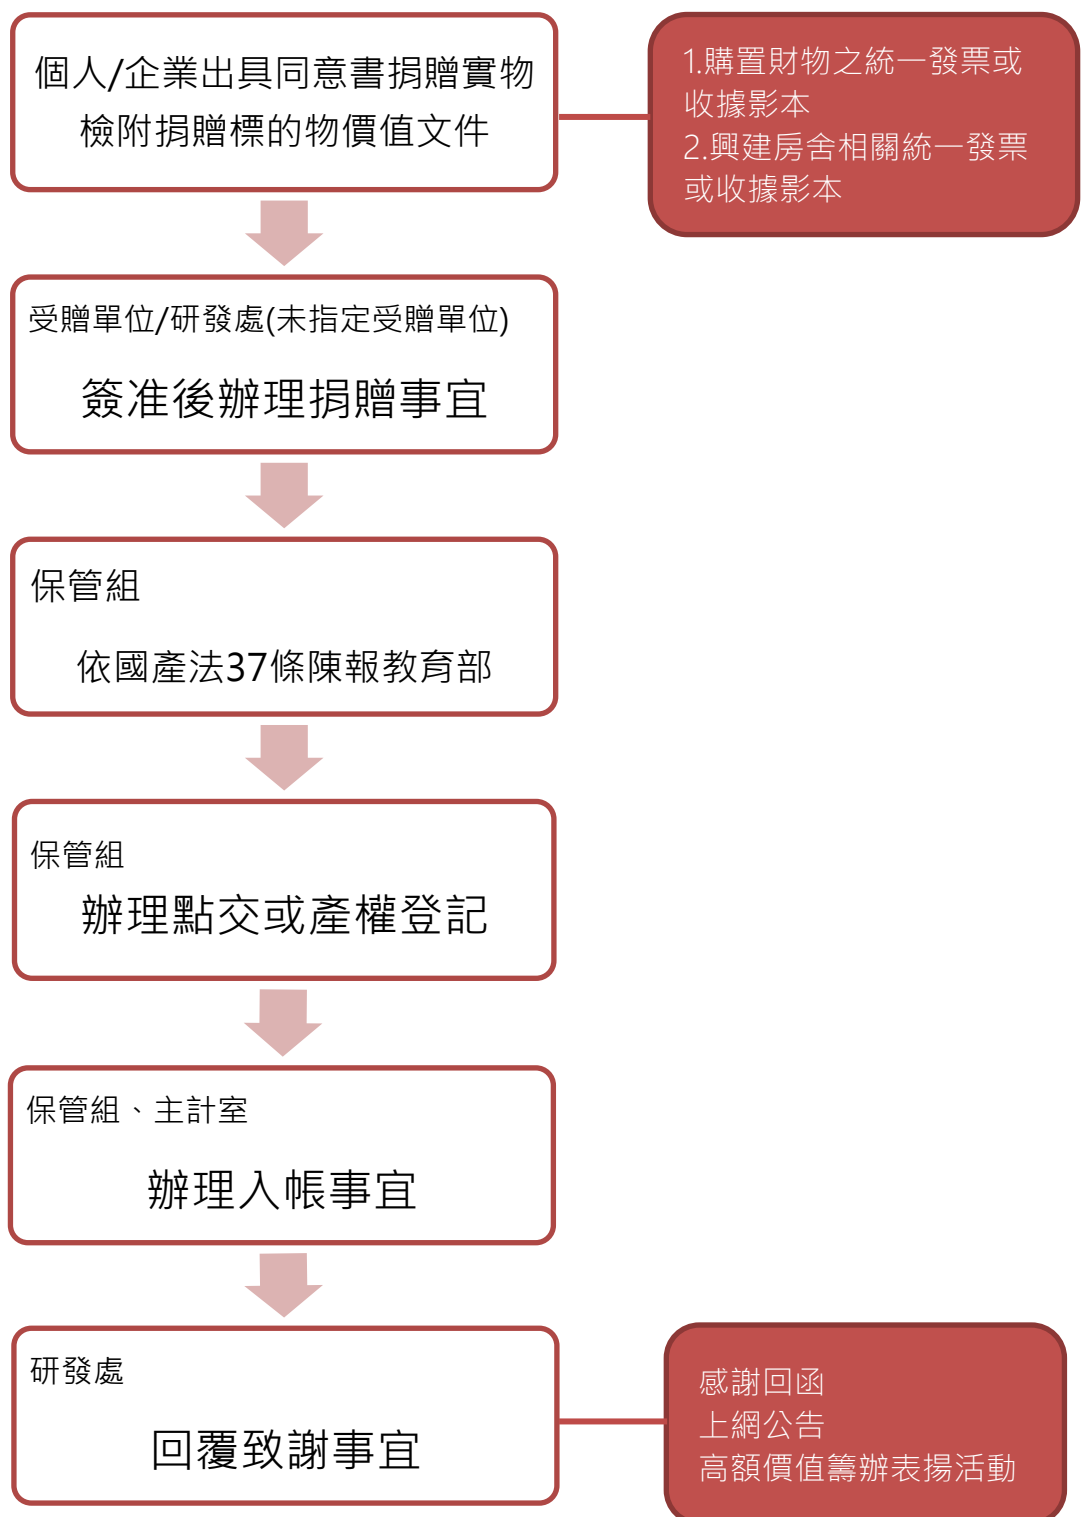 個人/企業出具同意書捐贈實物
檢附捐贈標的物價值文件
1.購置財物之統一發票或
收據影本
2.興建房舍相關統一發票
或收據影本
受贈單位/研發處(未指定受贈單位)
簽准後辦理捐贈事宜
保管組
依國產法37條陳報教育部
保管組
辦理點交或產權登記
保管組、主計室
辦理入帳事宜
研發處
回覆致謝事宜
感謝回函
上網公告
高額價值籌辦表揚活動